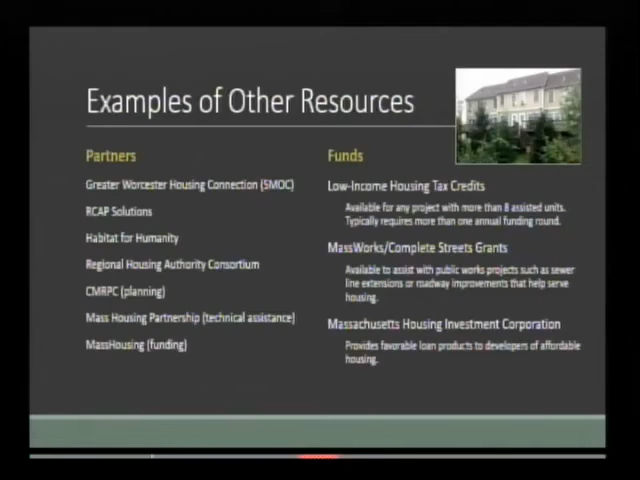 Examples of Other Resources
Partners
Greater Worcester Housing Connection (SMOC)
RCAP Solutions
Habitat for Humanity
Regional Housing Authority Consortium
CMRPC (planning)
Mass Housing Partnership (technical assistance)
MassHousing (funding)
Funds
Low-Income Housing Tax Credits
Available for any project with more than 8 assisted units.
Typically requires more than one annual funding round.
MassWorks/Complete Streets Grants
Available to assist with public works projects such as sewer
line extensions or roadway improvements that help serve
housing.
Massachusetts Housing Investment Corporation
Provides favorable loan products to developers of affordable
housing.